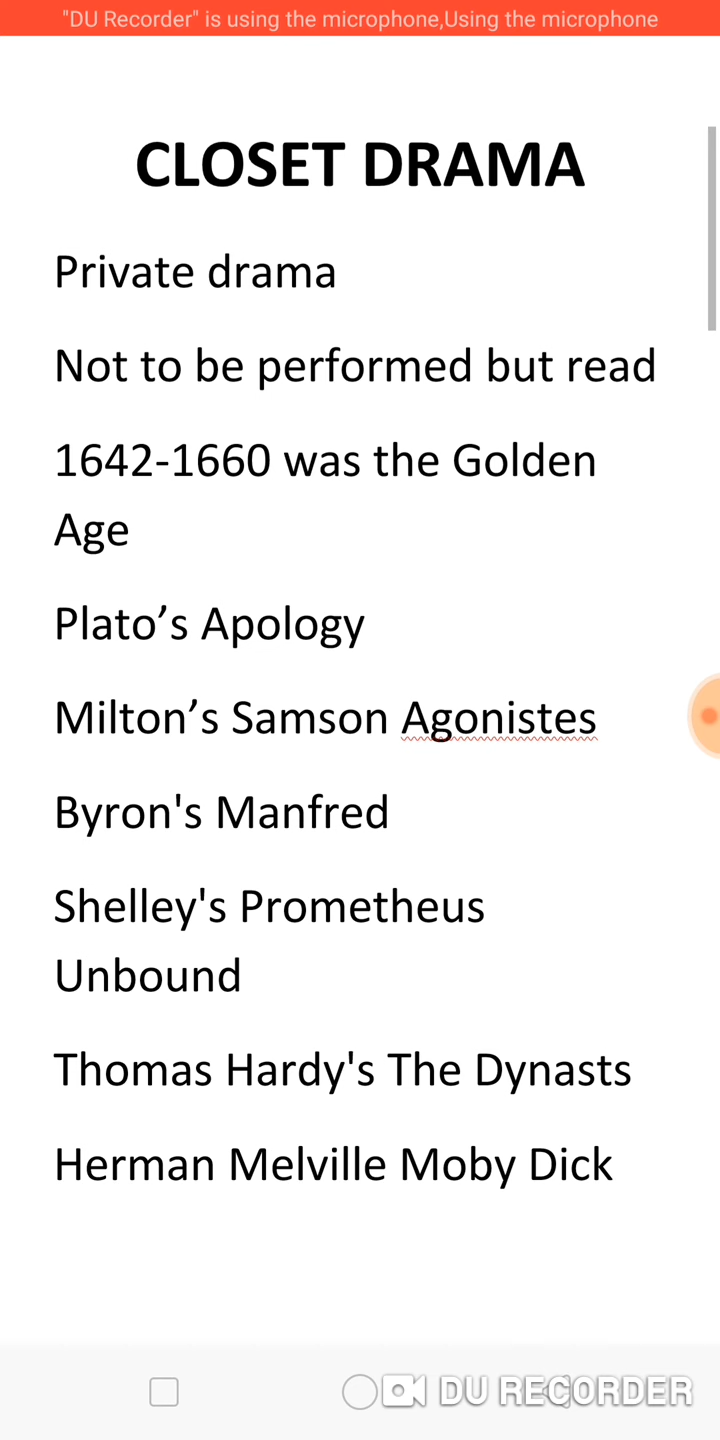 "DU Recorder" is using the microphone,Using the microphone
CLOSET DRAMA
Private drama
Not to be performed but read
1642-1660 was the Golden
Age
Plato’s Apology
Milton’s Samson Agonistes
Byron's Manfred
Shelley's Prometheus
Unbound
Thomas Hardy's The Dynasts
Herman Melville Moby Dick
DU RECORDER